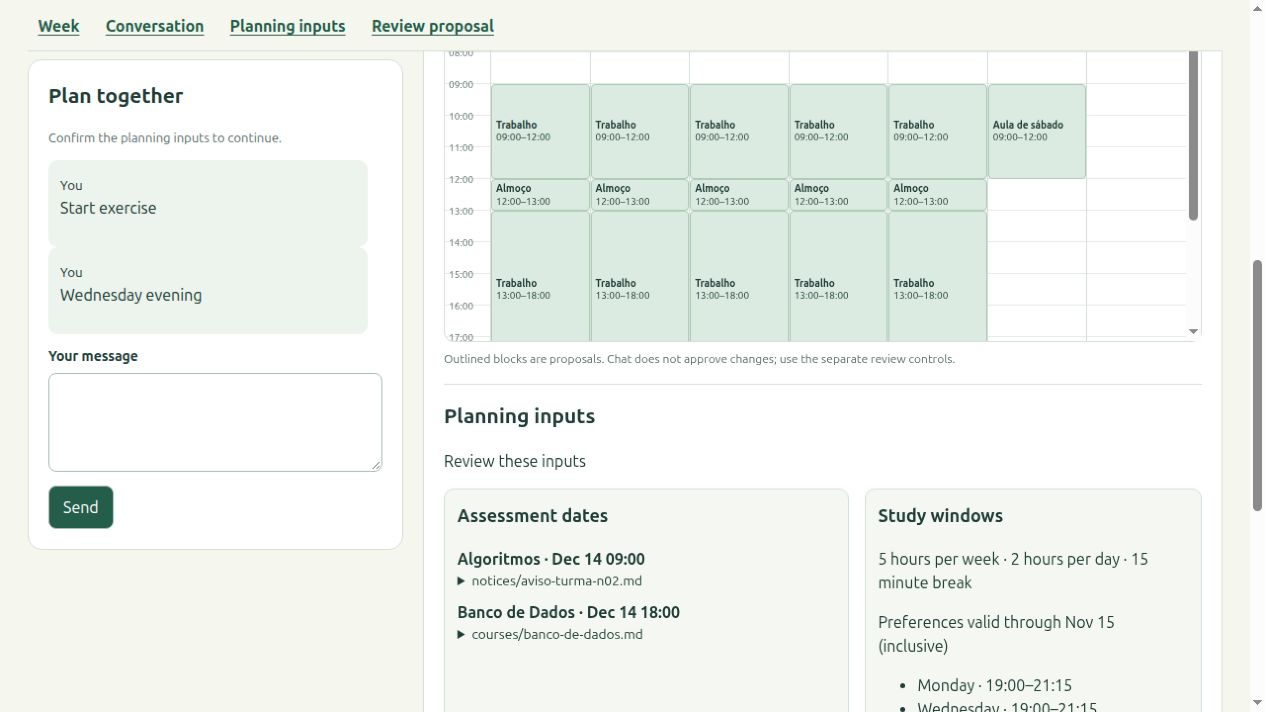 Week Conversation Planning inputs Review proposal
Plan together
Confirm the planning inputs to continue.
You
Start exercise
You
Wednesday evening
Your message
Send
08:00
09:00
10:00
11:00
12:00
13:00
14:00
15:00
16:00
17:00
Trabalho
09:00–12:00
Trabalho
09:00–12:00
Trabalho
09:00–12:00
Trabalho
09:00–12:00
Trabalho
09:00–12:00
Aula de sábado
09:00–12:00
Almoço
12:00–13:00
Almoço
12:00–13:00
Almoço
12:00–13:00
Almoço
12:00–13:00
Almoço
12:00–13:00
Trabalho
13:00–18:00
Trabalho
13:00–18:00
Trabalho
13:00–18:00
Trabalho
13:00–18:00
Trabalho
13:00–18:00
Outlined blocks are proposals. Chat does not approve changes; use the separate review controls.
Planning inputs
Review these inputs
Assessment dates
Algoritmos · Dec 14 09:00
notices/aviso-turma-n02.md
Banco de Dados · Dec 14 18:00
courses/banco-de-dados.md
Study windows
5 hours per week · 2 hours per day · 15
minute break
Preferences valid through Nov 15
(inclusive)
Monday · 19:00–21:15
Wednesday · 19:00–21:15